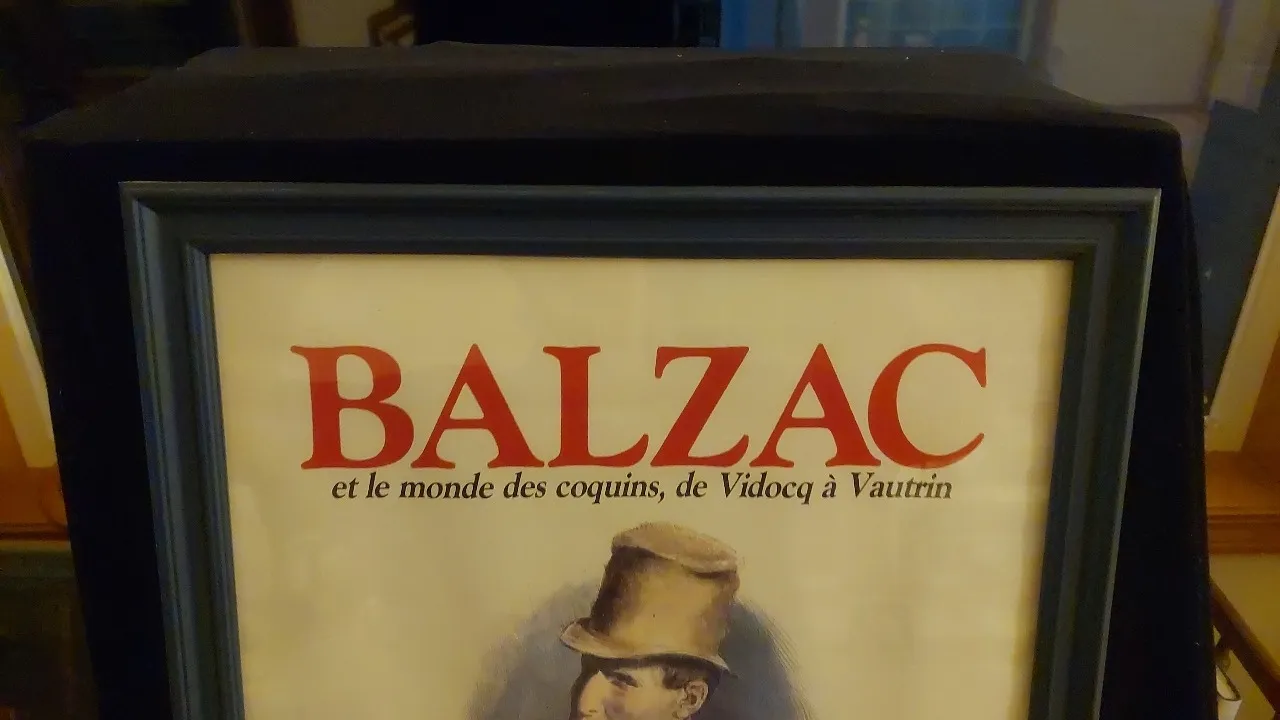 BALZAC
et le monde des coquins, de Vidocq à Vautrin